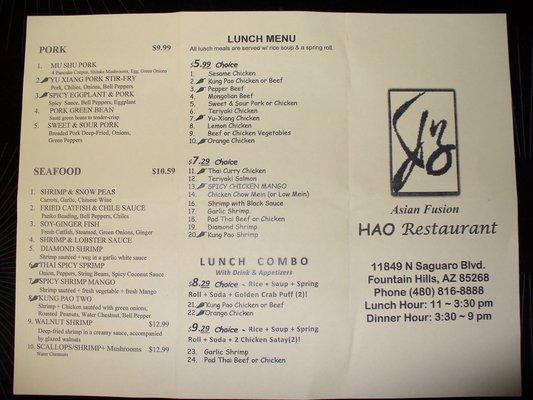 PORK $9.99
1. MU SHU PORK
4 Pancake Crepes, Shitake Mushrooms, Egg, Green Onions
2. YU XIANG PORK STIR-FRY
Pork, Chilies, Onions, Bell Peppers
3. SPICY EGGPLANT & PORK
Spicy Sauce, Bell Peppers, Eggplant
4. PORK GREEN BEAN
Sauté green beans to tender-crisp
5. SWEET & SOUR PORK
Breaded Pork Deep-Fried, Onions,
Green Peppers
SEAFOOD $10.59
1. SHRIMP & SNOW PEAS
Carrots, Garlic, Chinese Wine
2. FRIED CATFISH & CHILE SAUCE
Panko Breading, Bell Peppers, Chiles
3. SOY-GINGER FISH
Fresh Catfish, Steamed, Green Onions, Ginger
4. SHRIMP & LOBSTER SAUCE
5. DIAMOND SHRIMP
Shrimp sautéed + veg in a garlic white sauce
6. THAI SPICY SPRIMP
Onion, Peppers, String Beans, Spicy Coconut Sauce
7. SPICY SHRIMP MANGO
Shrimp sautéed + fresh vegetable + fresh Mango
8. KUNG PAO TWO
Shrimp + Chicken sautéed with green onions,
Roasted Peanuts, Water Chestnut, Bell Pepper
9. WALNUT SHRIMP $12.99
Deep-fried shrimp in a creamy sauce, accompanied
by glazed walnuts
10. SCALLOPS/SHRIMP+ Mushrooms $12.99
Water Chestnuts
LUNCH MENU
All lunch meals are served w/ rice soup & a spring roll.
$5.99 Choice
1. Sesame Chicken
2. Kung Pao Chicken or Beef
3. Pepper Beef
4. Mongolian Beef
5. Sweet & Sour Pork or Chicken
6. Teriyaki Chicken
7. Yu-Xiang Chicken
8. Lemon Chicken
9. Beef or Chicken Vegetables
10. Orange Chicken
$7.29 Choice
11. Thai Curry Chicken
12. Teriyaki Salmon
13. SPICY CHICKEN MANGO
14. Chicken Chow Mein (or Low Mein)
16. Shrimp with Black Sauce
17. Garlic Shrimp
18. Pad Thai Beef or Chicken
19. Diamond Shrimp
20. Kung Pao Shrimp
LUNCH COMBO
With Drink & Appetizers
$8.29 Choice ~ Rice + Soup + Spring
Roll + Soda + Golden Crab Puff (2)!
21. Kung Pao Chicken or Beef
22. Orange Chicken
$9.29 Choice ~ Rice + Soup + Spring
Roll + Soda + 2 Chicken Satay(2)!
23. Garlic Shrimp
24. Pad Thai Beef or Chicken
Asian Fusion
HAO Restaurant
11849 N Saguaro Blvd.
Fountain Hills, AZ 85268
Phone (480) 816-8888
Lunch Hour: 11 ~ 3:30 pm
Dinner Hour: 3:30 ~ 9 pm